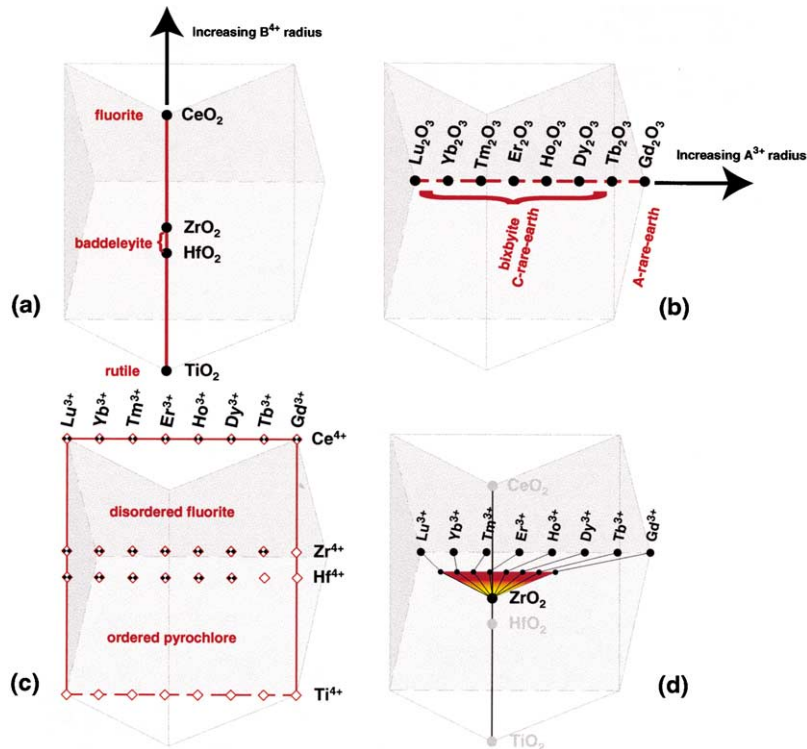 Increasing B⁴⁺ radius
fluorite
CeO₂
ZrO₂
baddeleyite
HfO₂
(a)
rutile
TiO₂
Lu₂O₃
Yb₂O₃
Tm₂O₃
Er₂O₃
Ho₂O₃
Dy₂O₃
Tb₂O₃
Gd₂O₃
Increasing A³⁺ radius
bixbyite
C-rare-earth
A-rare-earth
(b)
Lu³⁺
Yb³⁺
Tm³⁺
Er³⁺
Ho³⁺
Dy³⁺
Tb³⁺
Gd³⁺
Ce⁴⁺
disordered fluorite
Zr⁴⁺
Hf⁴⁺
ordered pyrochlore
(c)
Ti⁴⁺
CeO₂
Lu³⁺
Yb³⁺
Tm³⁺
Er³⁺
Ho³⁺
Dy³⁺
Tb³⁺
Gd³⁺
ZrO₂
HfO₂
(d)
TiO₂